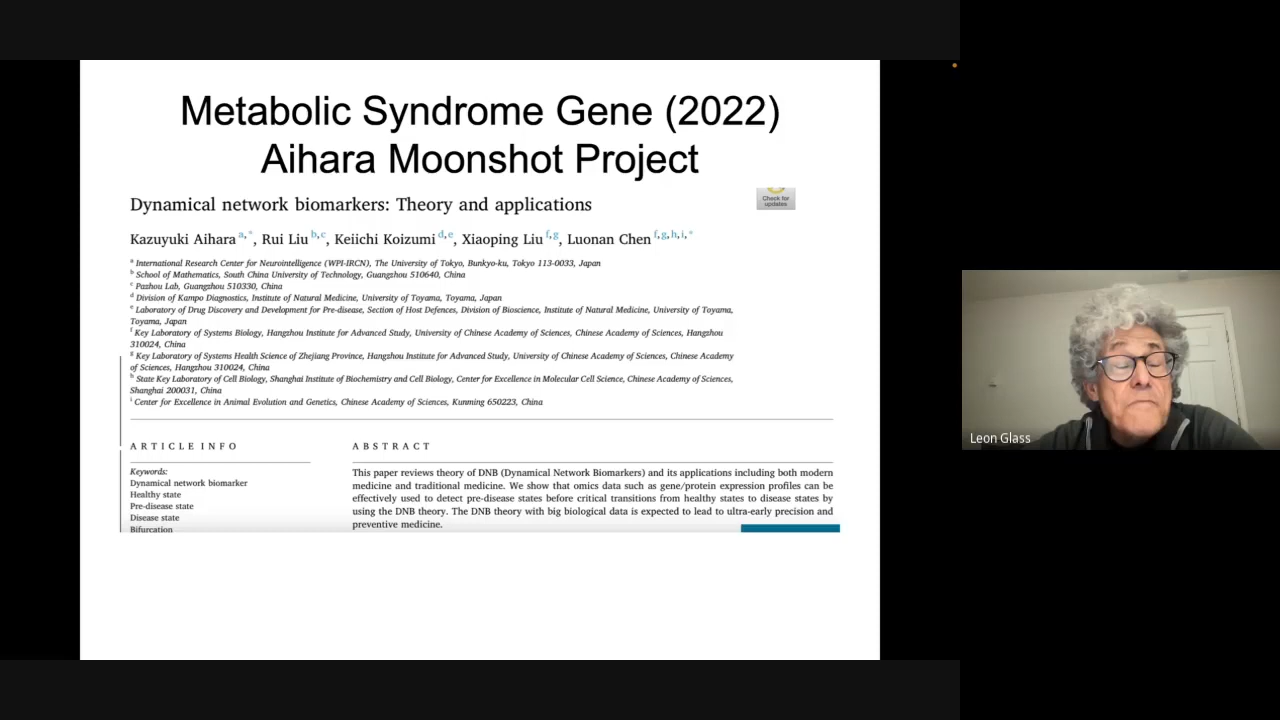 Metabolic Syndrome Gene (2022)
Aihara Moonshot Project
Check for
updates
Dynamical network biomarkers: Theory and applications
Kazuyuki Aihara a, *, Rui Liu b,c, Keiichi Koizumi d,e, Xiaoping Liu f,g, Luonan Chen f,g,h,i,*
a International Research Center for Neurointelligence (WPI-IRCN), The University of Tokyo, Bunkyo-ku, Tokyo 113-0033, Japan
b School of Mathematics, South China University of Technology, Guangzhou 510640, China
c Pazhou Lab, Guangzhou 510330, China
d Division of Kampo Diagnostics, Institute of Natural Medicine, University of Toyama, Toyama, Japan
e Laboratory of Drug Discovery and Development for Pre-disease, Section of Host Defences, Division of Bioscience, Institute of Natural Medicine, University of Toyama,
Toyama, Japan
f Key Laboratory of Systems Biology, Hangzhou Institute for Advanced Study, University of Chinese Academy of Sciences, Chinese Academy of Sciences, Hangzhou
310024, China
g Key Laboratory of Systems Health Science of Zhejiang Province, Hangzhou Institute for Advanced Study, University of Chinese Academy of Sciences, Chinese Academy
of Sciences, Hangzhou 310024, China
h State Key Laboratory of Cell Biology, Shanghai Institute of Biochemistry and Cell Biology, Center for Excellence in Molecular Cell Science, Chinese Academy of Sciences,
Shanghai 200031, China
i Center for Excellence in Animal Evolution and Genetics, Chinese Academy of Sciences, Kunming 650223, China
ARTICLE INFO
Keywords:
Dynamical network biomarker
Healthy state
Pre-disease state
Disease state
Bifurcation
ABSTRACT
This paper reviews theory of DNB (Dynamical Network Biomarkers) and its applications including both modern
medicine and traditional medicine. We show that omics data such as gene/protein expression profiles can be
effectively used to detect pre-disease states before critical transitions from healthy states to disease states by
using the DNB theory. The DNB theory with big biological data is expected to lead to ultra-early precision and
preventive medicine.
Leon Glass